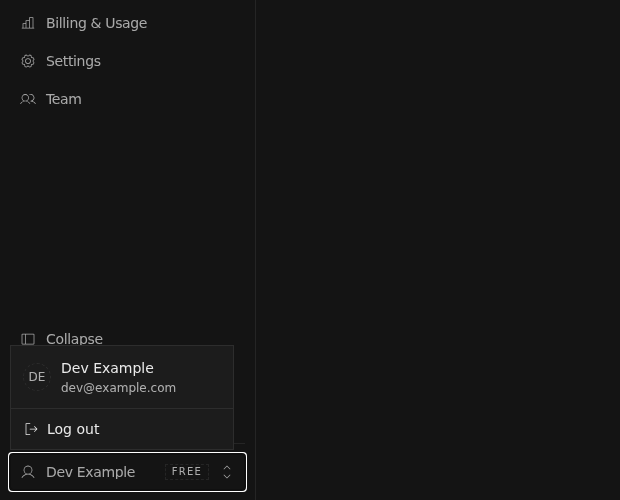 Billing & Usage
Settings
Team
Collapse
DE
Dev Example
dev@example.com
Log out
Dev Example FREE